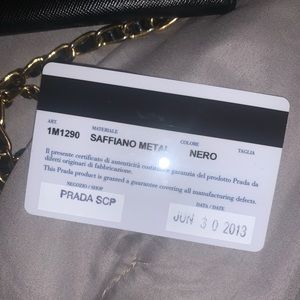 ART. MATERIALE COLORE TAGLIA
1M1290 SAFFIANO METAL NERO
Il presente certificato di autenticità costituisce garanzia del prodotto Prada da
difetti originari di fabbricazione.
This Prada product is granted a guarantee covering all manufacturing defects.
NEGOZIO / SHOP DATA / DATE
PRADA SCP JUN 30 2013